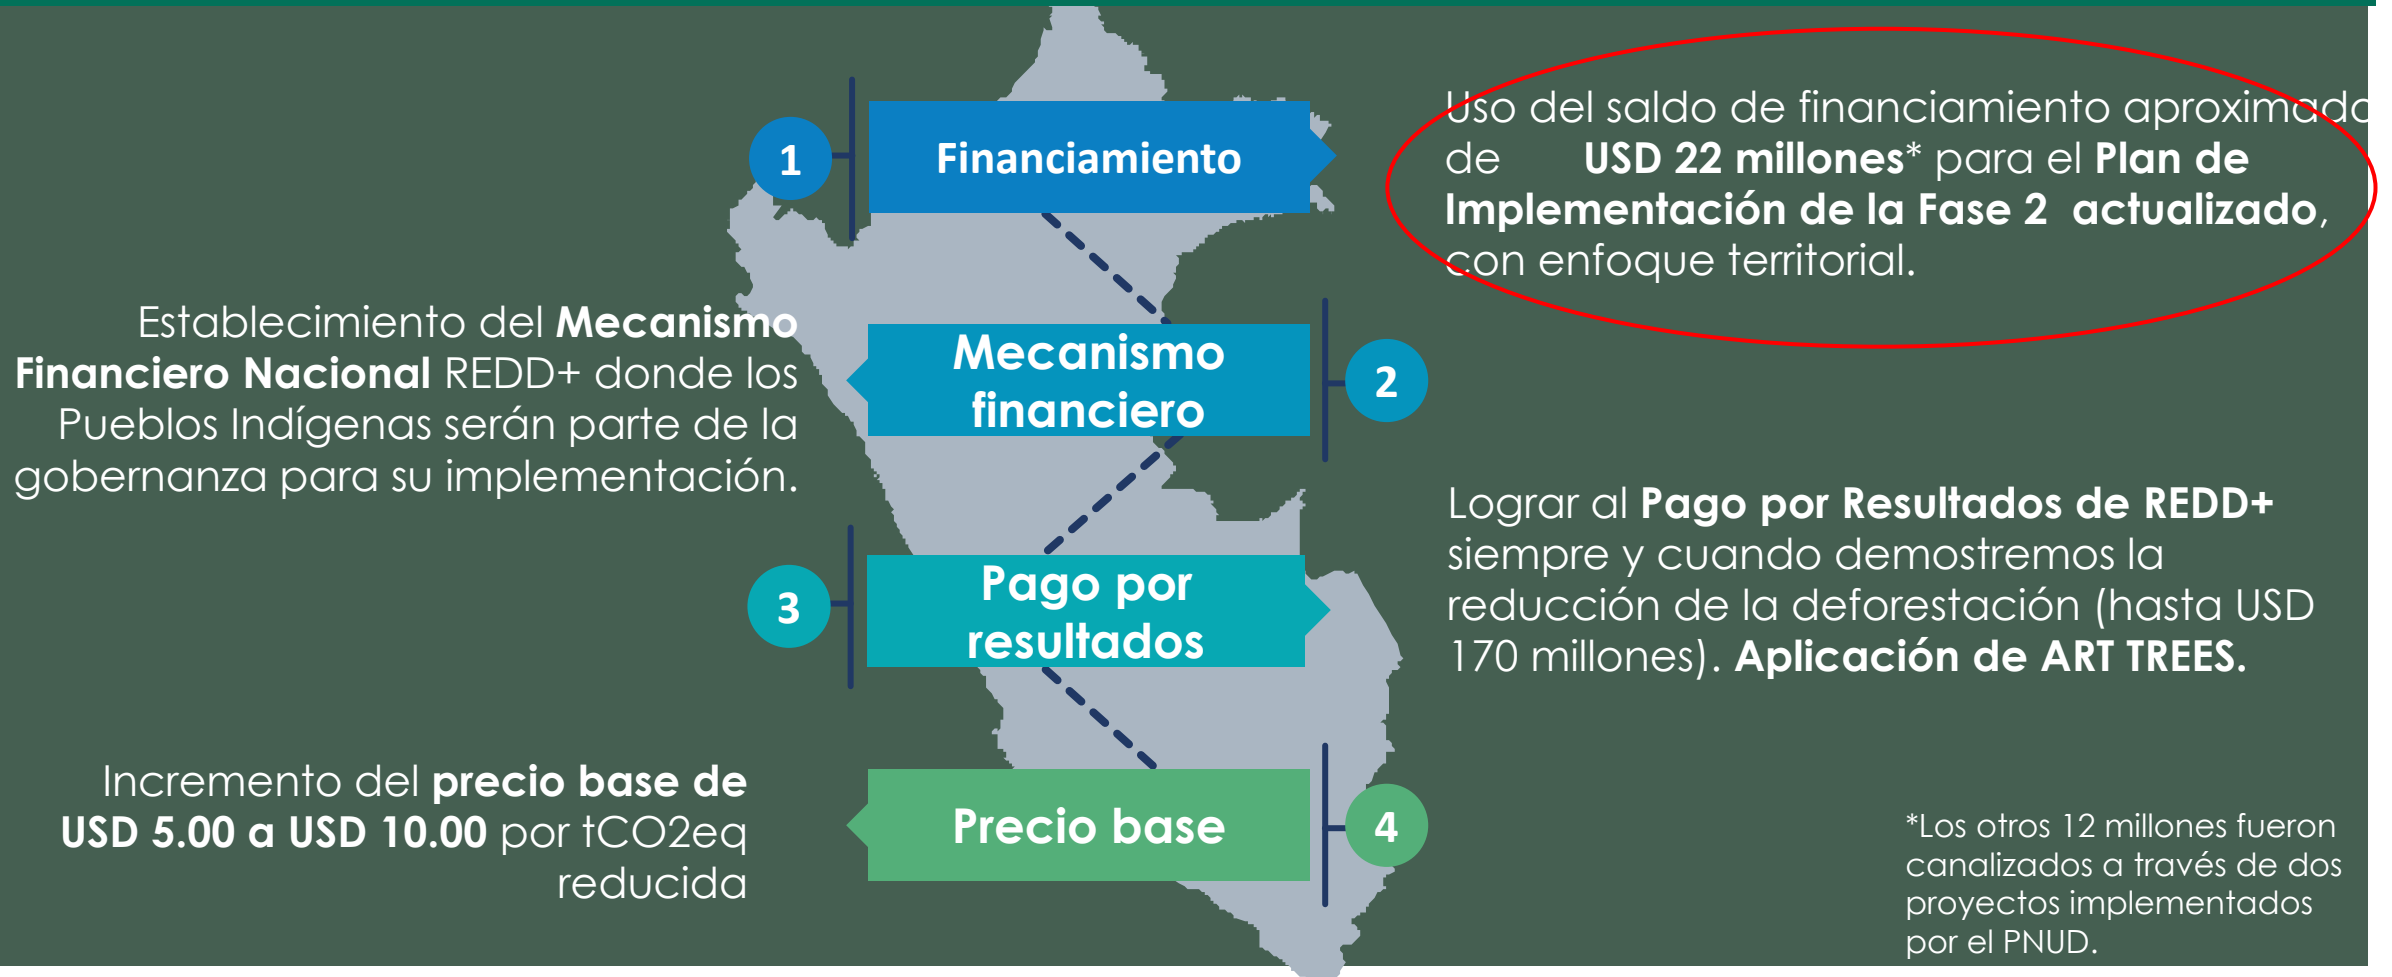 1
Financiamiento
Uso del saldo de financiamiento aproximado
de USD 22 millones* para el Plan de
Implementación de la Fase 2 actualizado,
con enfoque territorial.
Establecimiento del Mecanismo
Financiero Nacional REDD+ donde los
Pueblos Indígenas serán parte de la
gobernanza para su implementación.
Mecanismo
financiero
2
3
Pago por
resultados
Lograr al Pago por Resultados de REDD+
siempre y cuando demostremos la
reducción de la deforestación (hasta USD
170 millones). Aplicación de ART TREES.
Incremento del precio base de
USD 5.00 a USD 10.00 por tCO2eq
reducida
Precio base
4
*Los otros 12 millones fueron
canalizados a través de dos
proyectos implementados
por el PNUD.